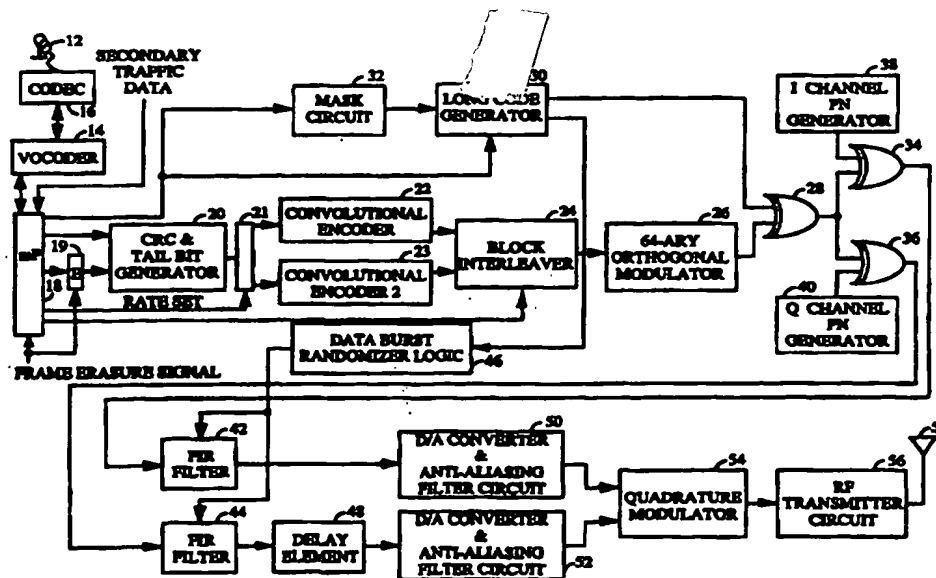 12
SECONDARY
TRAFFIC
DATA
CODEC
16
14
VOCODER
32
MASK
CIRCUIT
30
LONG CODE
GENERATOR
38
I CHANNEL
PN
GENERATOR
34
28
20
CRC &
TAIL BIT
GENERATOR
RATE SET
21
22
CONVOLUTIONAL
ENCODER
23
CONVOLUTIONAL
ENCODER 2
24
BLOCK
INTERLEAVER
26
64-ARY
ORTHOGONAL
MODULATOR
36
40
Q CHANNEL
PN
GENERATOR
19
E
18
DATA BURST
RANDOMIZER LOGIC
46
FRAME ERASURE SIGNAL
42
FIR
FILTER
50
D/A CONVERTER
&
ANTI-ALIASING
FILTER CIRCUIT
54
QUADRATURE
MODULATOR
56
RF
TRANSMITTER
CIRCUIT
44
FIR
FILTER
48
DELAY
ELEMENT
D/A CONVERTER
&
ANTI-ALIASING
FILTER CIRCUIT
52